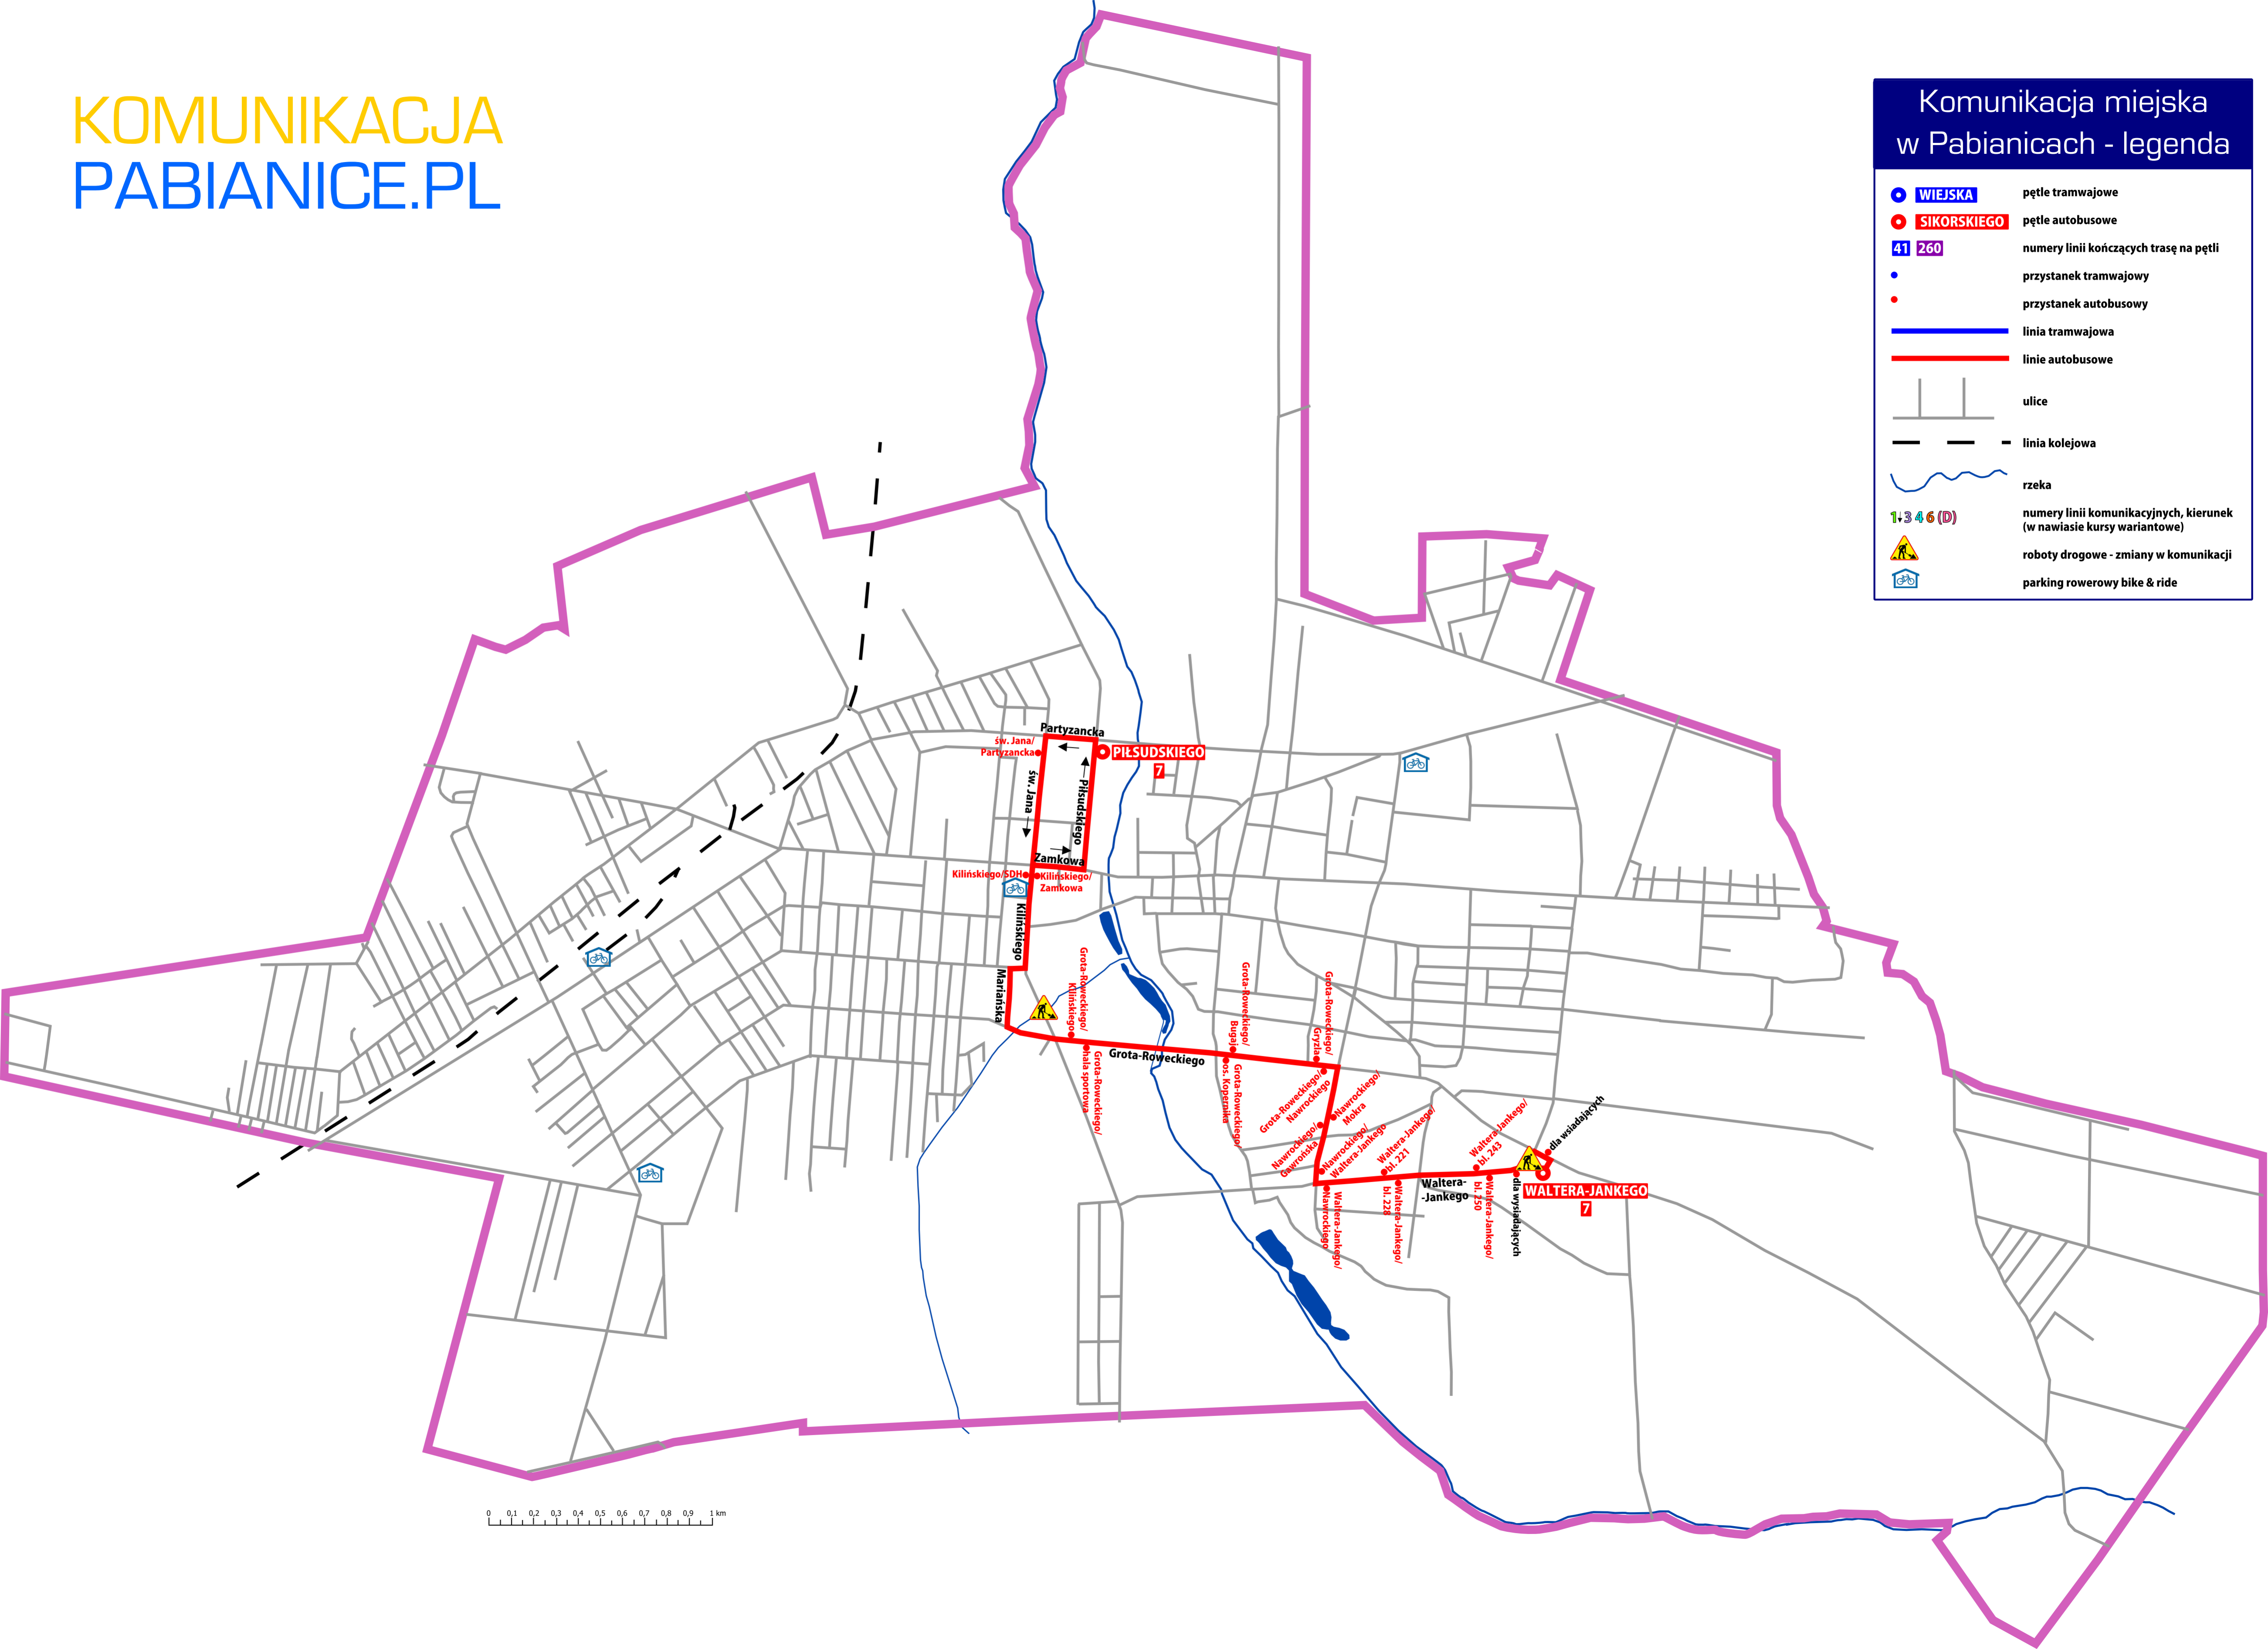 KOMUNIKACJA
PABIANICE.PL
Komunikacja miejska
w Pabianicach - legenda
WIEJSKA
pętle tramwajowe
SIKORSKIEGO
pętle autobusowe
41 260
numery linii kończących trasę na pętli
przystanek tramwajowy
przystanek autobusowy
linia tramwajowa
linie autobusowe
ulice
linia kolejowa
rzeka
1 3 4 6 (D)
numery linii komunikacyjnych, kierunek
(w nawiasie kursy wariantowe)
roboty drogowe - zmiany w komunikacji
parking rowerowy bike & ride
Partyzancka
św. Jana/
Partyzancka
PIŁSUDSKIEGO
7
św. Jana
Piłsudskiego
Zamkowa
Kilińskiego/SDH
Kilińskiego/
Zamkowa
Kilińskiego
Mariańska
Grota-Roweckiego/
Kilińskiego
Grota-Roweckiego/
hala sportowa
Grota-Roweckiego
Grota-Roweckiego/
Bugaj
Grota-Roweckiego/
os. Kopernika
Grota-Roweckiego/
Gryzla
Grota-Roweckiego/
Nawrockiego
Nawrockiego/
Mokra
Nawrockiego/
Gawrońska
Nawrockiego/
Waltera-Jankego
Waltera-Jankego/
Nawrockiego
Waltera-Jankego/
bl. 221
Waltera-Jankego/
bl. 228
Waltera-
-Jankego
Waltera-Jankego/
bl. 243
Waltera-Jankego/
bl. 250
dla wsiadających
dla wysiadających
WALTERA-JANKEGO
7
0 0,1 0,2 0,3 0,4 0,5 0,6 0,7 0,8 0,9 1 km